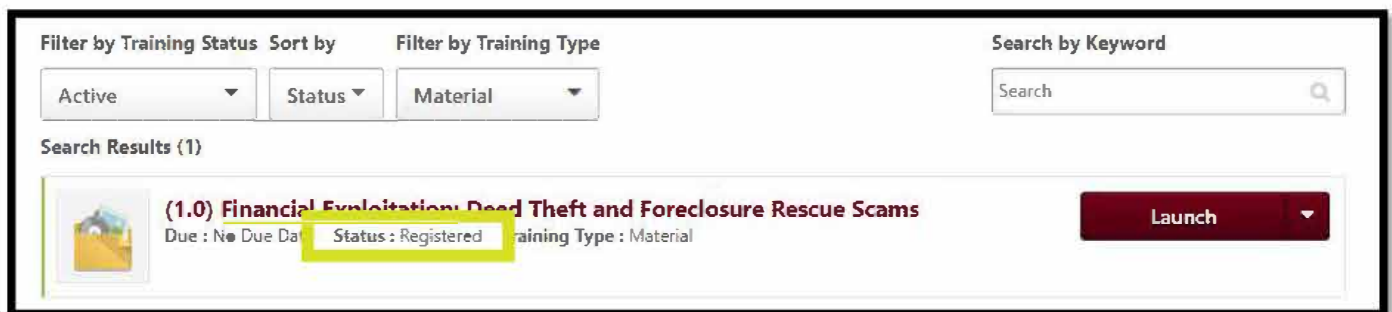 Filter by Training Status Sort by Filter by Training Type Search by Keyword
Active Status Material Search
Search Results (1)
(1.0) Financial Exploitation: Deed Theft and Foreclosure Rescue Scams
Due : No Due Dat Status : Registered raining Type : Material
Launch